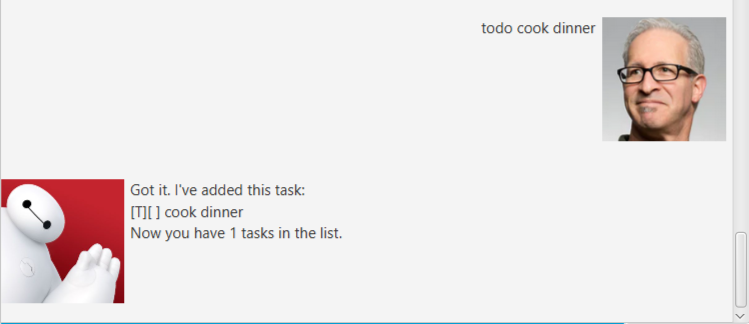 todo cook dinner
Got it. I've added this task:
[T][ ] cook dinner
Now you have 1 tasks in the list.